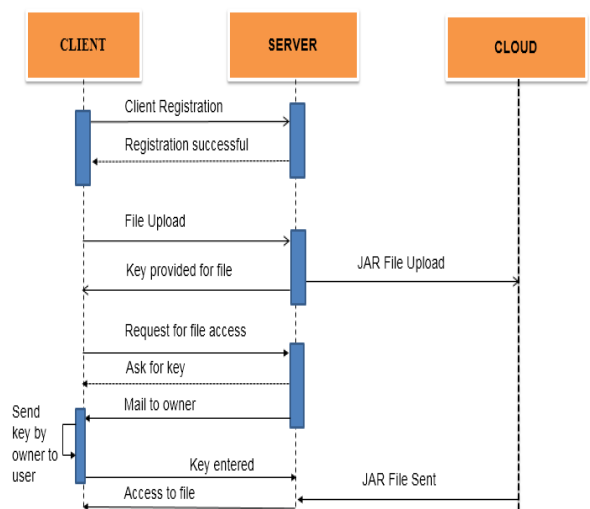 CLIENT
SERVER
CLOUD
Client Registration
Registration successful
File Upload
JAR File Upload
Key provided for file
Request for file access
Ask for key
Mail to owner
Send
key by
owner to
user
Key entered
JAR File Sent
Access to file